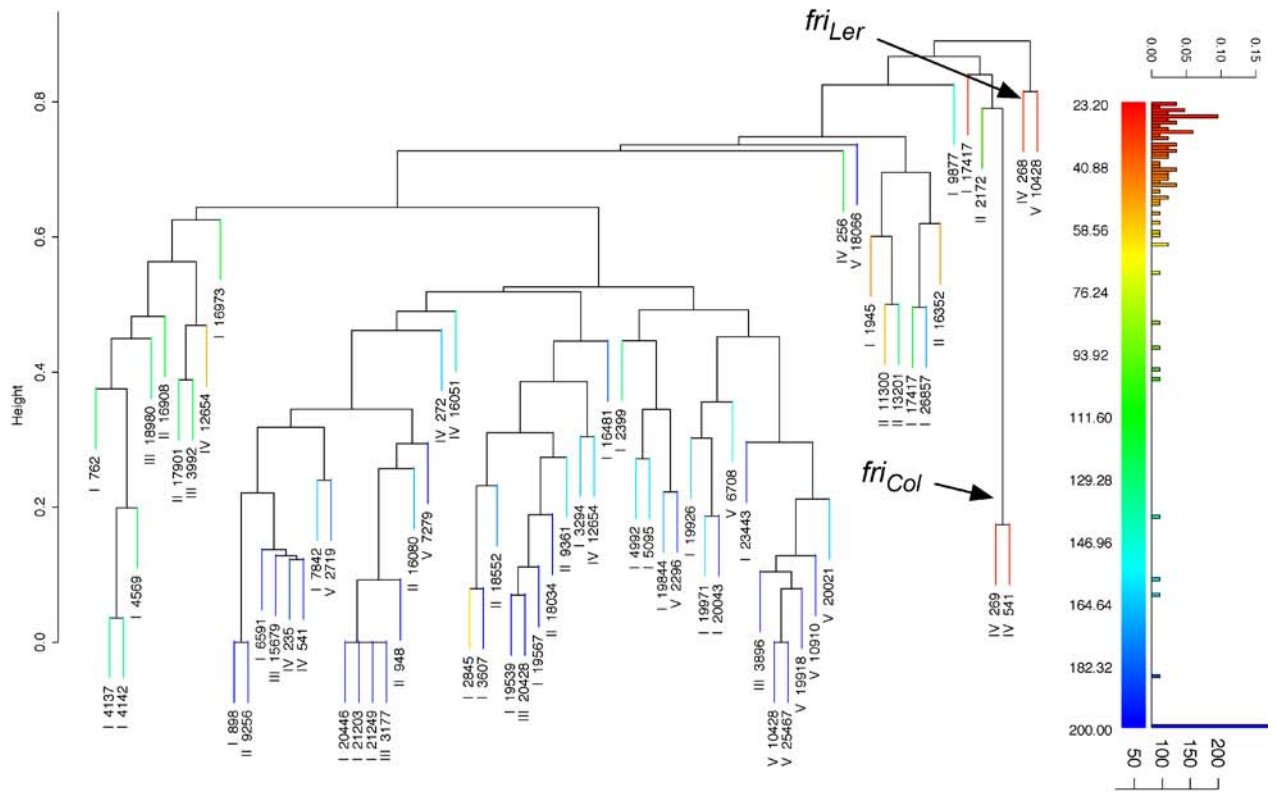 Height
0.0
0.2
0.4
0.6
0.8
fri Ler
fri Col
I 762
I 4137
I 4142
I 4569
III 18980
II 16908
II 17901
III 3992
IV 12654
I 16973
I 898
II 9256
I 6591
III 15679
IV 235
IV 541
I 7842
V 2719
I 20446
I 21203
I 21249
III 3177
II 948
II 16080
V 7279
IV 272
IV 16051
I 2845
I 3607
II 18552
I 19539
III 20428
I 19567
II 18034
II 9361
I 3294
IV 12654
I 16481
I 2399
I 4992
I 5095
I 19844
V 2296
I 19926
I 19971
I 20043
V 6708
I 23443
III 3896
V 10428
V 25467
V 19918
V 10910
V 20021
IV 256
V 18066
I 1945
II 11300
II 13201
I 17417
I 26857
II 16352
I 9877
I 17417
II 2172
IV 269
IV 541
IV 268
V 10428
0.00
0.05
0.10
0.15
23.20
40.88
58.56
76.24
93.92
111.60
129.28
146.96
164.64
182.32
200.00
50
100
150
200